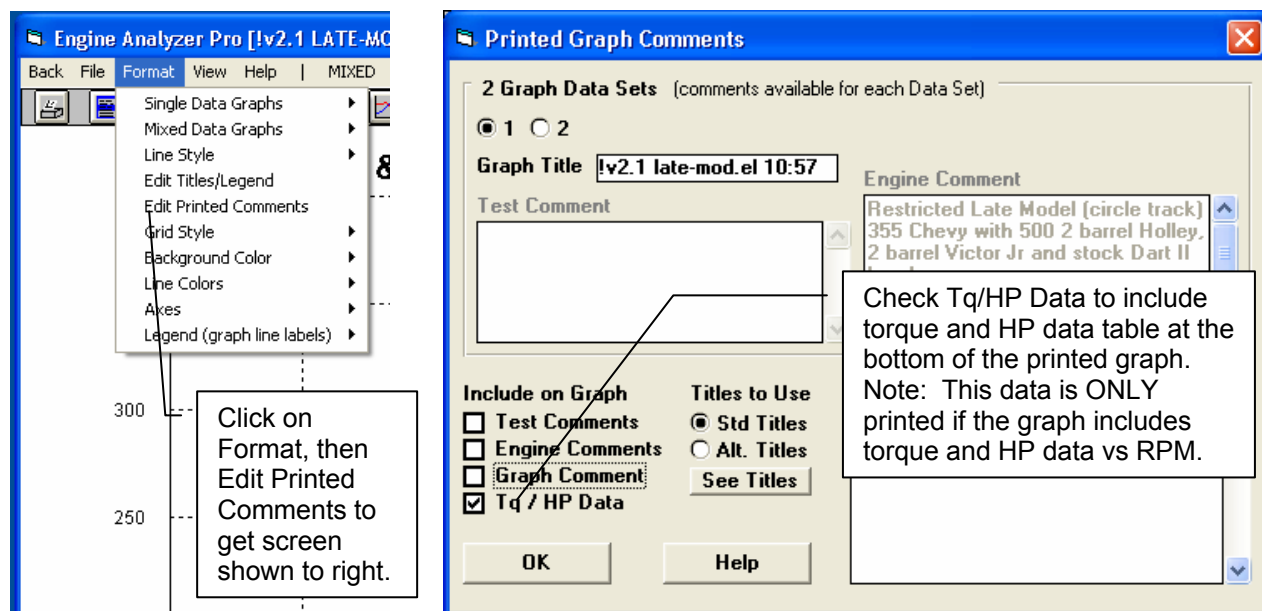 Engine Analyzer Pro [!v2.1 LATE-MO
Back File Format View Help | MIXED
Single Data Graphs
Mixed Data Graphs
Line Style
Edit Titles/Legend
Edit Printed Comments
Grid Style
Background Color
Line Colors
Axes
Legend (graph line labels)
&
300
250
Click on
Format, then
Edit Printed
Comments to
get screen
shown to right.
Printed Graph Comments
2 Graph Data Sets (comments available for each Data Set)
1 2
Graph Title !v2.1 late-mod.el 10:57
Test Comment
Engine Comment
Restricted Late Model (circle track)
355 Chevy with 500 2 barrel Holley,
2 barrel Victor Jr and stock Dart II
Check Tq/HP Data to include
torque and HP data table at the
bottom of the printed graph.
Note: This data is ONLY
printed if the graph includes
torque and HP data vs RPM.
Include on Graph
Test Comments
Engine Comments
Graph Comment
Tq / HP Data
Titles to Use
Std Titles
Alt. Titles
See Titles
OK
Help